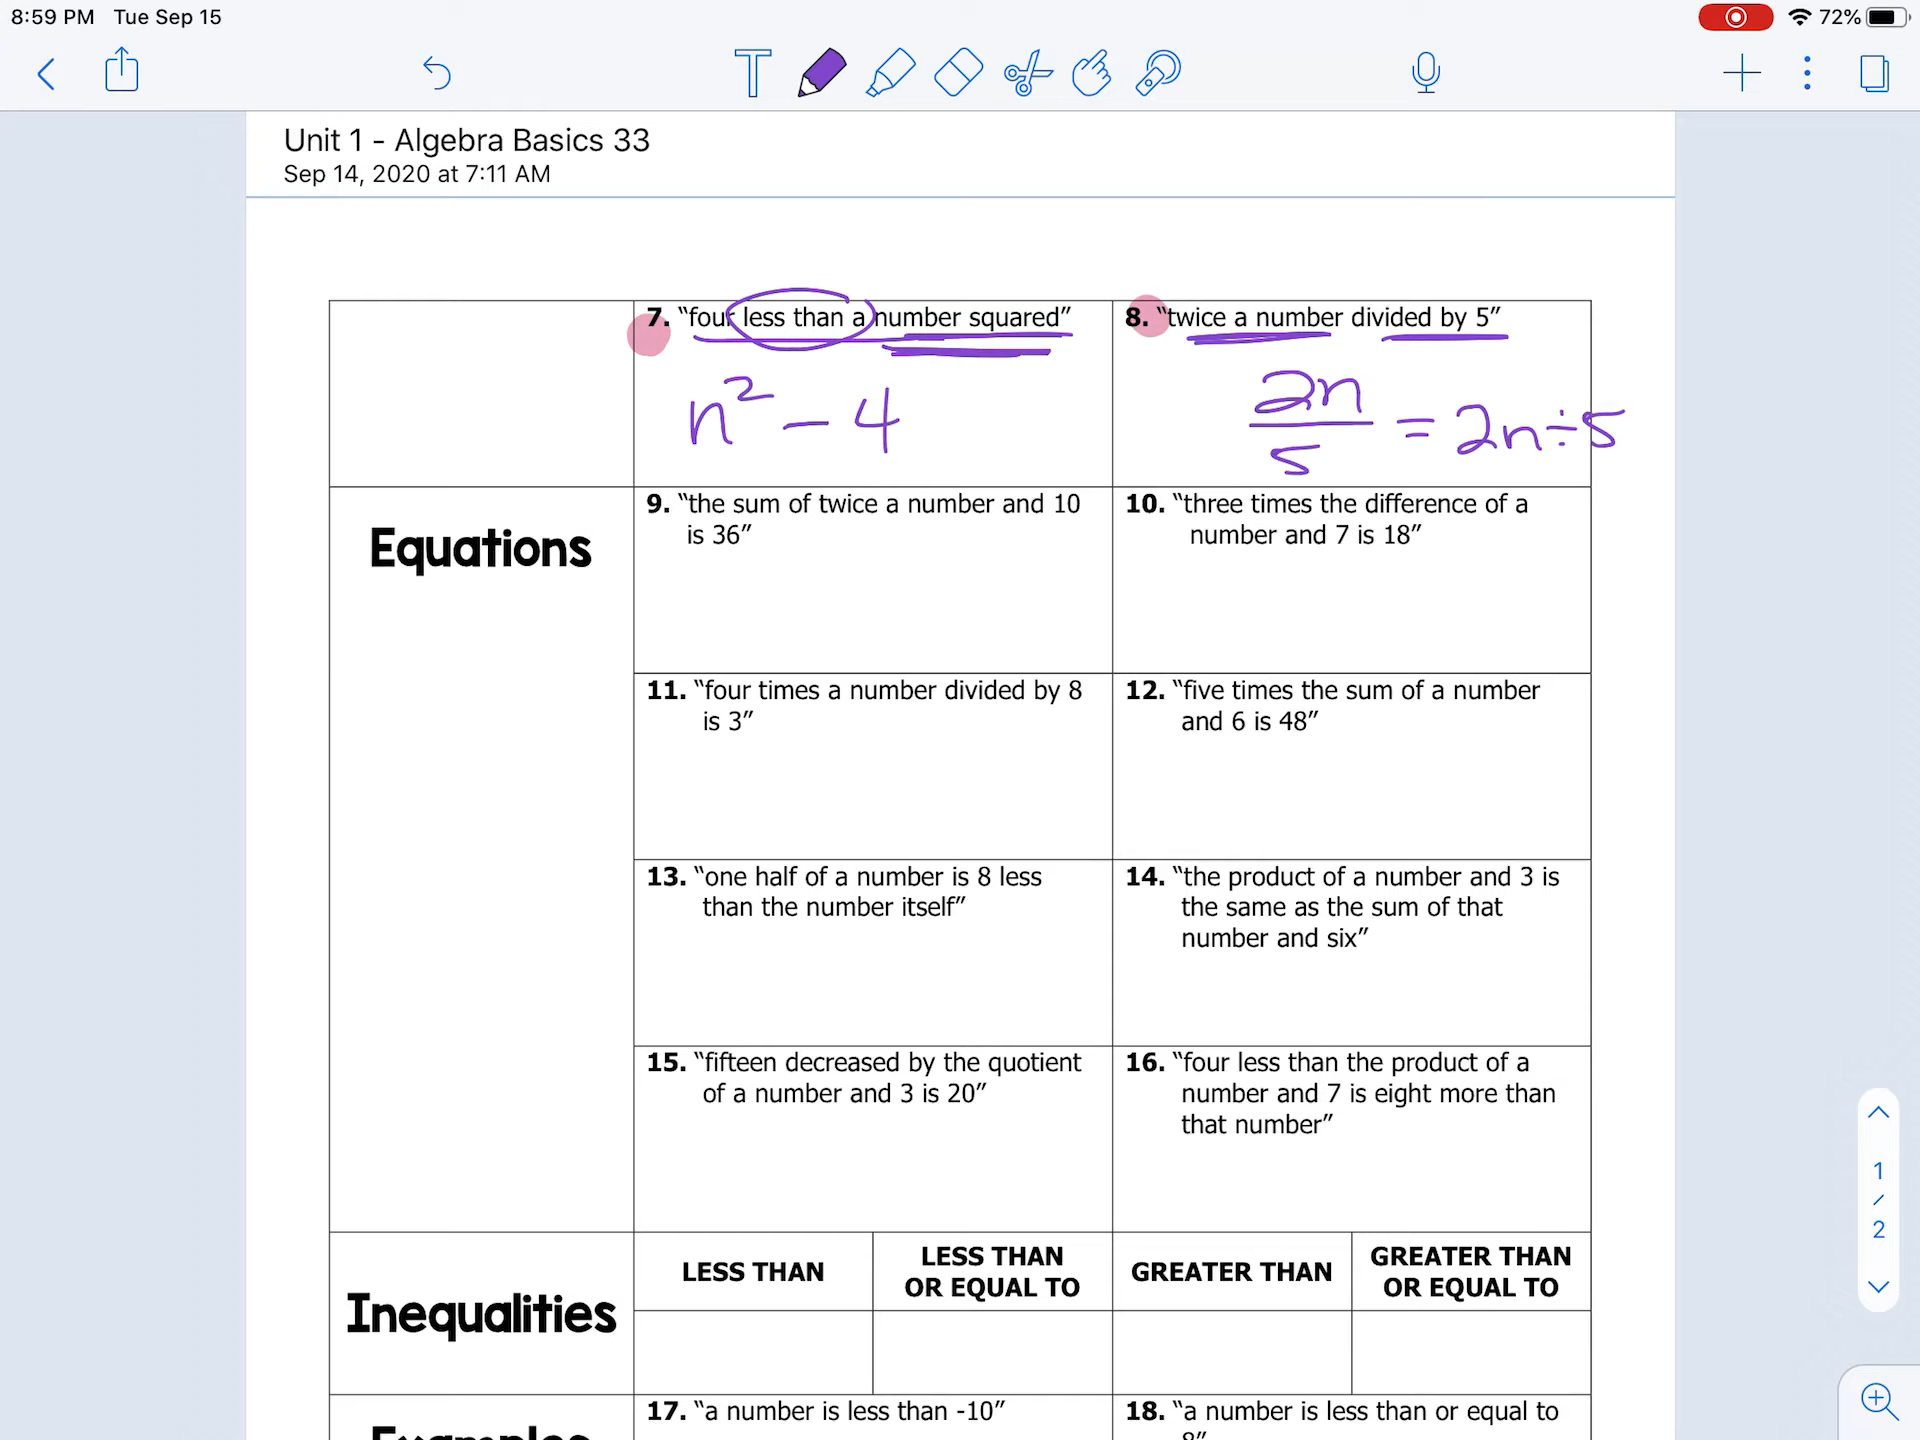 8:59 PM Tue Sep 15
72%
T
Unit 1 - Algebra Basics 33
Sep 14, 2020 at 7:11 AM
7. "four less than a number squared"
n² - 4
8. "twice a number divided by 5"
2n/5 = 2n÷5
Equations
9. "the sum of twice a number and 10
is 36"
10. "three times the difference of a
number and 7 is 18"
11. "four times a number divided by 8
is 3"
12. "five times the sum of a number
and 6 is 48"
13. "one half of a number is 8 less
than the number itself"
14. "the product of a number and 3 is
the same as the sum of that
number and six"
15. "fifteen decreased by the quotient
of a number and 3 is 20"
16. "four less than the product of a
number and 7 is eight more than
that number"
1
/
2
Inequalities
LESS THAN
LESS THAN
OR EQUAL TO
GREATER THAN
GREATER THAN
OR EQUAL TO
17. "a number is less than -10"
18. "a number is less than or equal to